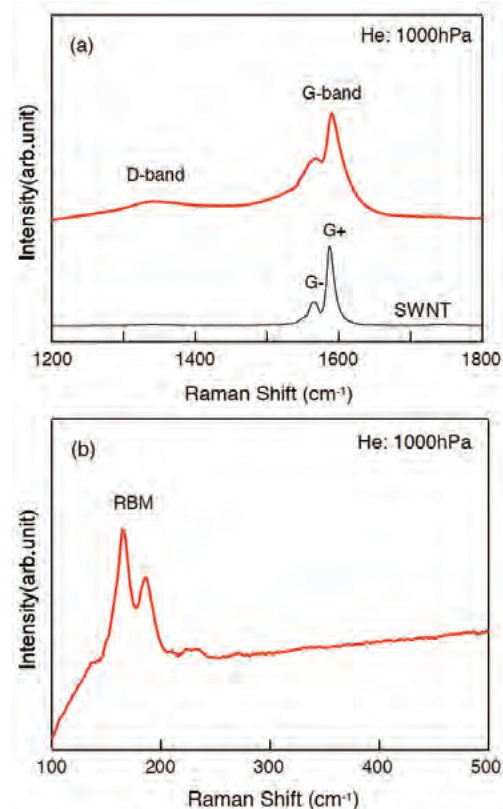 (a)
He: 1000hPa
G-band
D-band
G+
G-
SWNT
Intensity(arb.unit)
1200 1400 1600 1800
Raman Shift (cm⁻¹)
(b)
He: 1000hPa
RBM
Intensity(arb.unit)
100 200 300 400 500
Raman Shift (cm⁻¹)